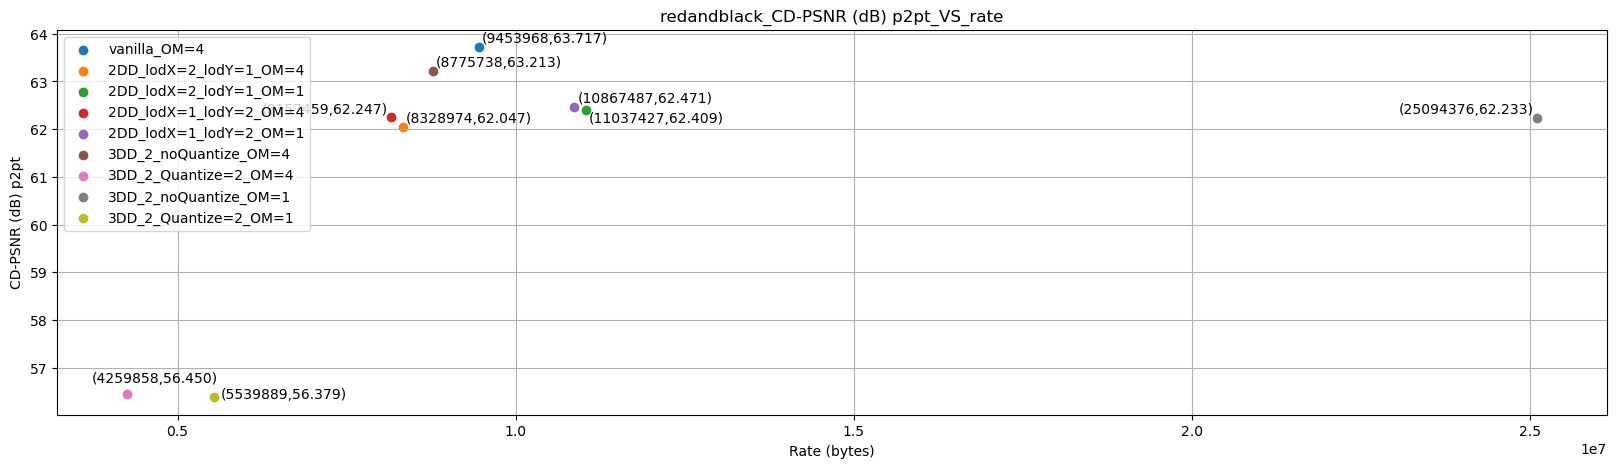 redandblack_CD-PSNR (dB) p2pt_VS_rate
CD-PSNR (dB) p2pt
64
63
62
61
60
59
58
57
vanilla_OM=4
2DD_lodX=2_lodY=1_OM=4
2DD_lodX=2_lodY=1_OM=1
2DD_lodX=1_lodY=2_OM=4
2DD_lodX=1_lodY=2_OM=1
3DD_2_noQuantize_OM=4
3DD_2_Quantize=2_OM=4
3DD_2_noQuantize_OM=1
3DD_2_Quantize=2_OM=1
(9453968,63.717)
(8775738,63.213)
(10867487,62.471)
459,62.247)
(8328974,62.047)
(11037427,62.409)
(25094376,62.233)
(4259858,56.450)
(5539889,56.379)
0.5
1.0
1.5
2.0
2.5
1e7
Rate (bytes)